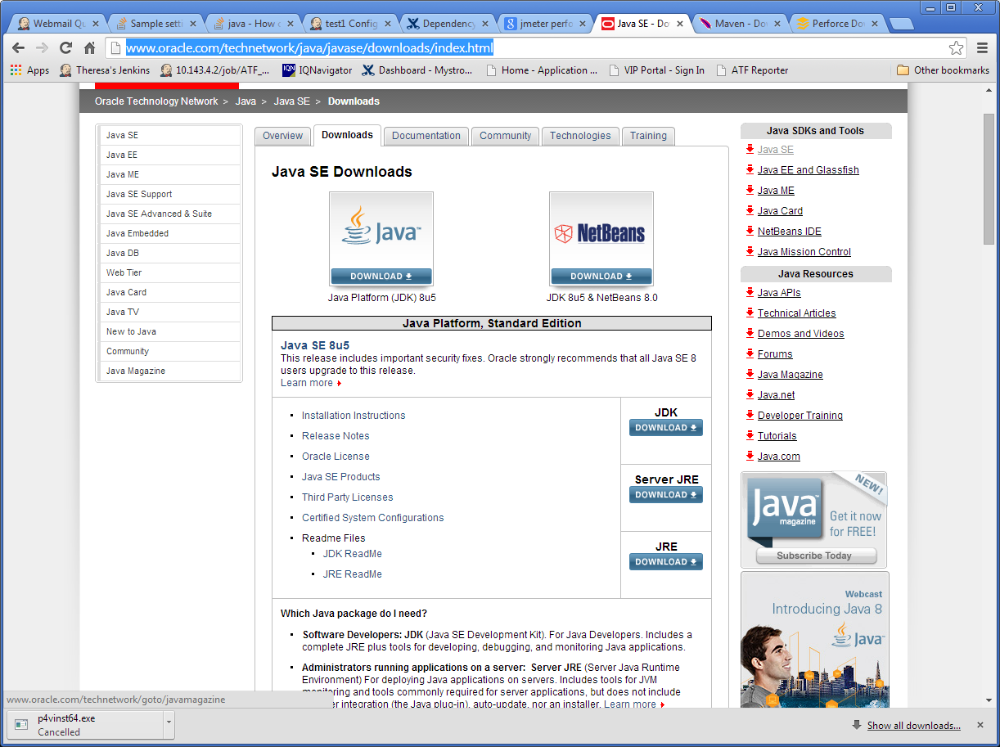 Webmail Qu
Sample setti
java - How c
test1 Config
Dependency
jmeter perfo
Java SE - Do
Maven - Dow
Perforce Dow
www.oracle.com/technetwork/java/javase/downloads/index.html
Apps
Theresa's Jenkins
10.143.4.2/job/ATF_...
IQN
IQNavigator
Dashboard - Mystro...
Home - Application ...
VIP Portal - Sign In
ATF Reporter
Other bookmarks
Oracle Technology Network > Java > Java SE > Downloads
Java SE
Java EE
Java ME
Java SE Support
Java SE Advanced & Suite
Java Embedded
Java DB
Web Tier
Java Card
Java TV
New to Java
Community
Java Magazine
Overview
Downloads
Documentation
Community
Technologies
Training
Java SE Downloads
Java™
DOWNLOAD
Java Platform (JDK) 8u5
NetBeans
DOWNLOAD
JDK 8u5 & NetBeans 8.0
Java Platform, Standard Edition
Java SE 8u5
This release includes important security fixes. Oracle strongly recommends that all Java SE 8
users upgrade to this release.
Learn more
Installation Instructions
Release Notes
Oracle License
Java SE Products
Third Party Licenses
Certified System Configurations
Readme Files
JDK ReadMe
JRE ReadMe
JDK
DOWNLOAD
Server JRE
DOWNLOAD
JRE
DOWNLOAD
Which Java package do I need?
Software Developers: JDK (Java SE Development Kit). For Java Developers. Includes a
complete JRE plus tools for developing, debugging, and monitoring Java applications.
Administrators running applications on a server: Server JRE (Server Java Runtime
Environment) For deploying Java applications on servers. Includes tools for JVM
monitoring and tools commonly required for server applications, but does not include
integration (the Java plug-in), auto-update, nor an installer. Learn more
Java SDKs and Tools
Java SE
Java EE and Glassfish
Java ME
Java Card
NetBeans IDE
Java Mission Control
Java Resources
Java APIs
Technical Articles
Demos and Videos
Forums
Java Magazine
Java.net
Developer Training
Tutorials
Java.com
NEW!
Java™
magazine
Get it now
for FREE!
Subscribe Today
Webcast
Introducing Java 8
Java™
www.oracle.com/technetwork/goto/javamagazine
p4vinst64.exe
Cancelled
Show all downloads...